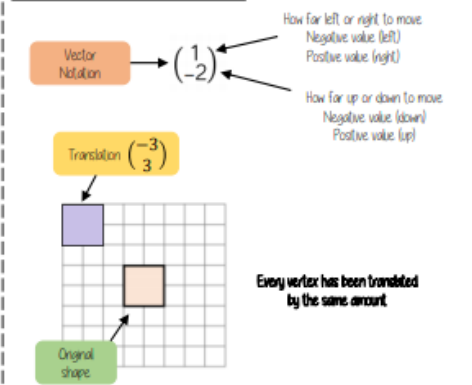 How far left or right to move
Negative value (left)
Positive value (right)
Vector
Notation
(1
-2)
How far up or down to move
Negative value (down)
Positive value (up)
Translation (-3
3)
Every vertex has been translated
by the same amount
Original
shape